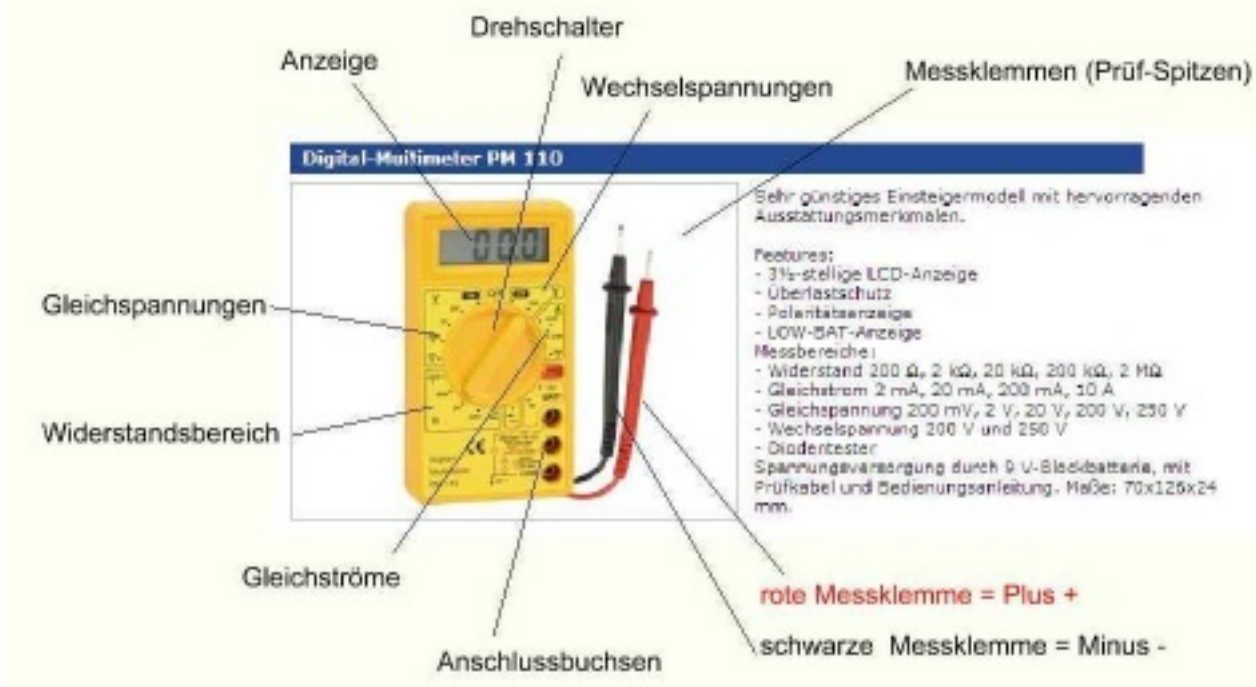 Drehschalter
Anzeige
Wechselspannungen
Messklemmen (Prüf-Spitzen)
Digital-Multimeter PM 110
Sehr günstiges Einsteigermodell mit hervorragenden
Ausstattungsmerkmalen.
Features:
- 3½-stellige LCD-Anzeige
- Überlastschutz
- Polaritätsanzeige
- LOW-BAT-Anzeige
Messbereiche:
- Widerstand 200 Ω, 2 kΩ, 20 kΩ, 200 kΩ, 2 MΩ
- Gleichstrom 2 mA, 20 mA, 200 mA, 10 A
- Gleichspannung 200 mV, 2 V, 20 V, 200 V, 250 V
- Wechselspannung 200 V und 250 V
- Diodentester
Spannungsversorgung durch 9 V-Blockbatterie, mit
Prüfkabel und Bedienungsanleitung. Maße: 70x126x24
mm.
00.0
OFF
CE
Gleichspannungen
Widerstandsbereich
Gleichströme
Anschlussbuchsen
rote Messklemme = Plus +
schwarze Messklemme = Minus -